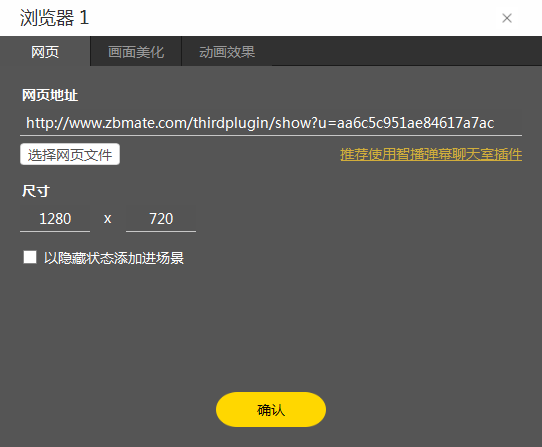 浏览器 1
网页 画面美化 动画效果
网页地址
http://www.zbmate.com/thirdplugin/show?u=aa6c5c951ae84617a7ac
选择网页文件 推荐使用智播弹幕聊天室插件
尺寸
1280 x 720
以隐藏状态添加进场景
确认